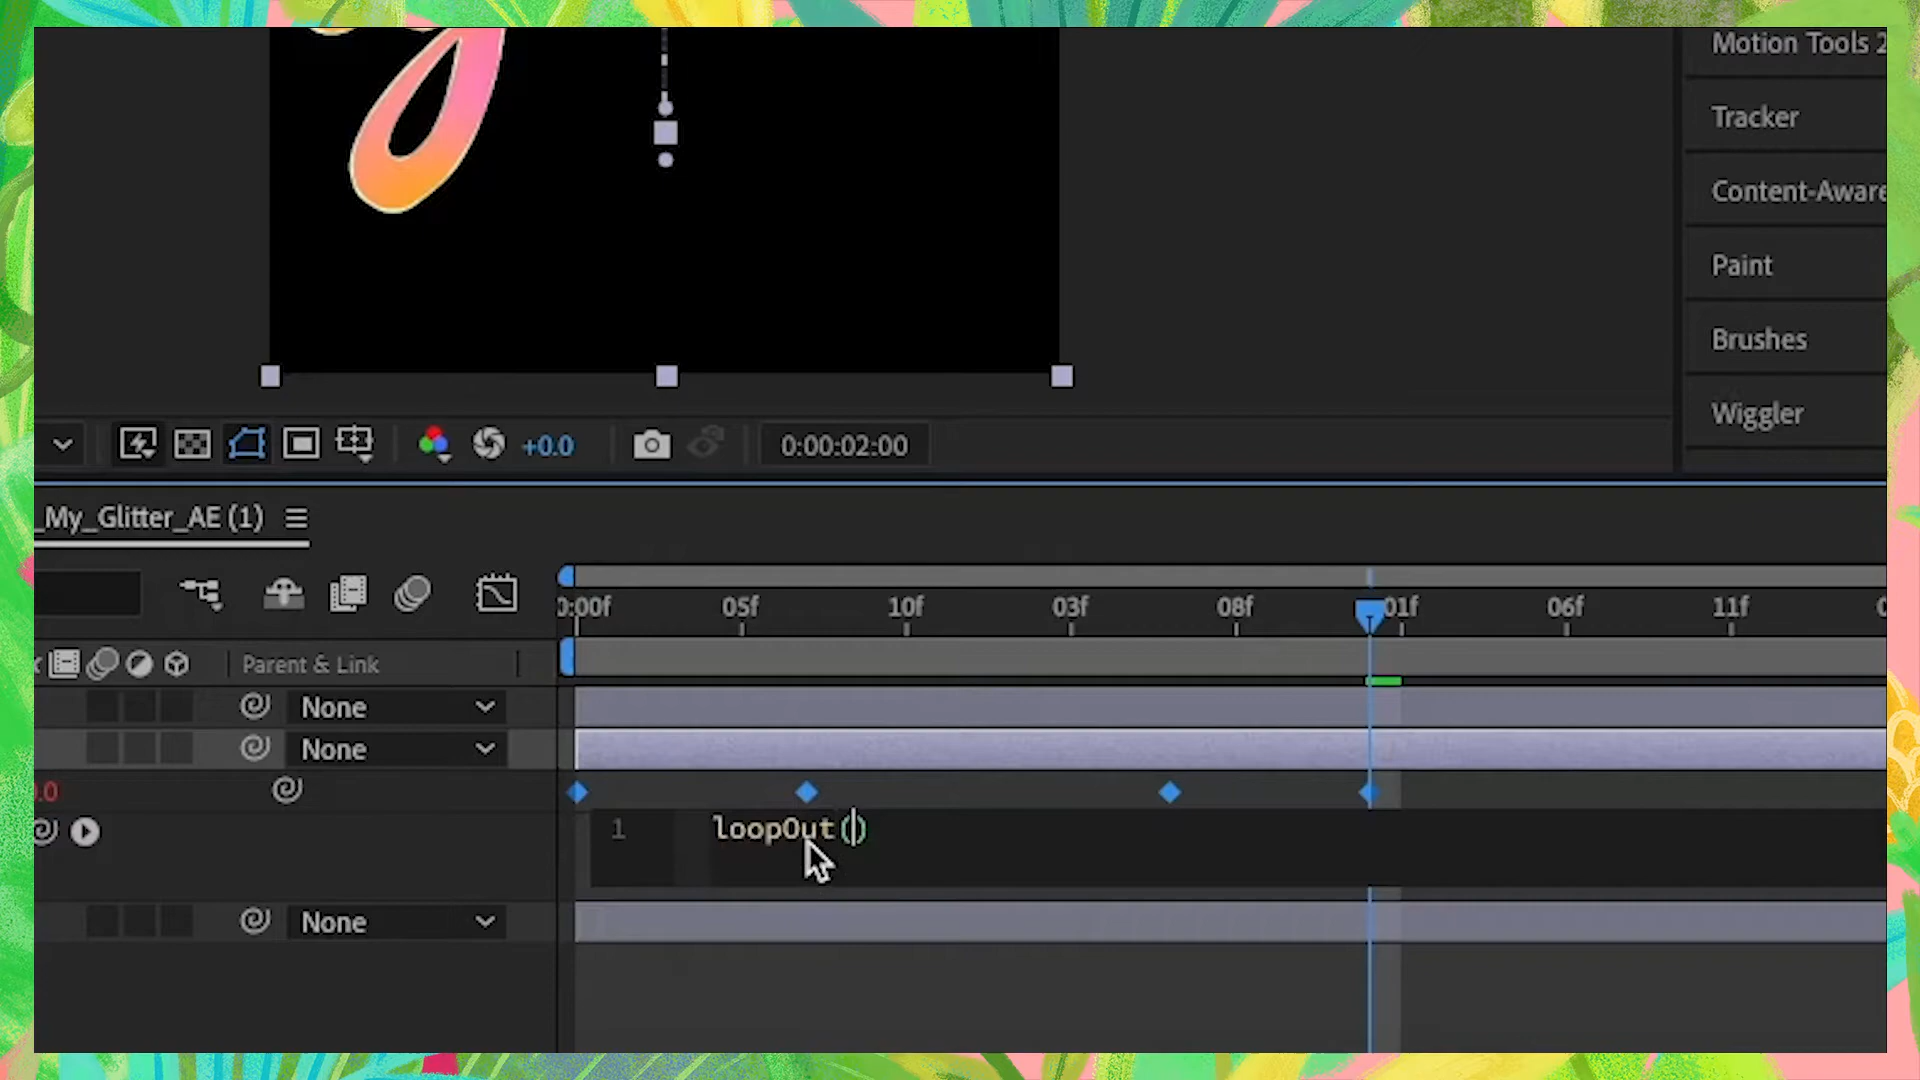 Motion Tools 2
Tracker
Content-Aware
Paint
Brushes
Wiggler
+0.0
0:00:02:00
_My_Glitter_AE (1)
0:00f 05f 10f 03f 08f 01f 06f 11f
Parent & Link
None
None
.0
1 loopOut()
None